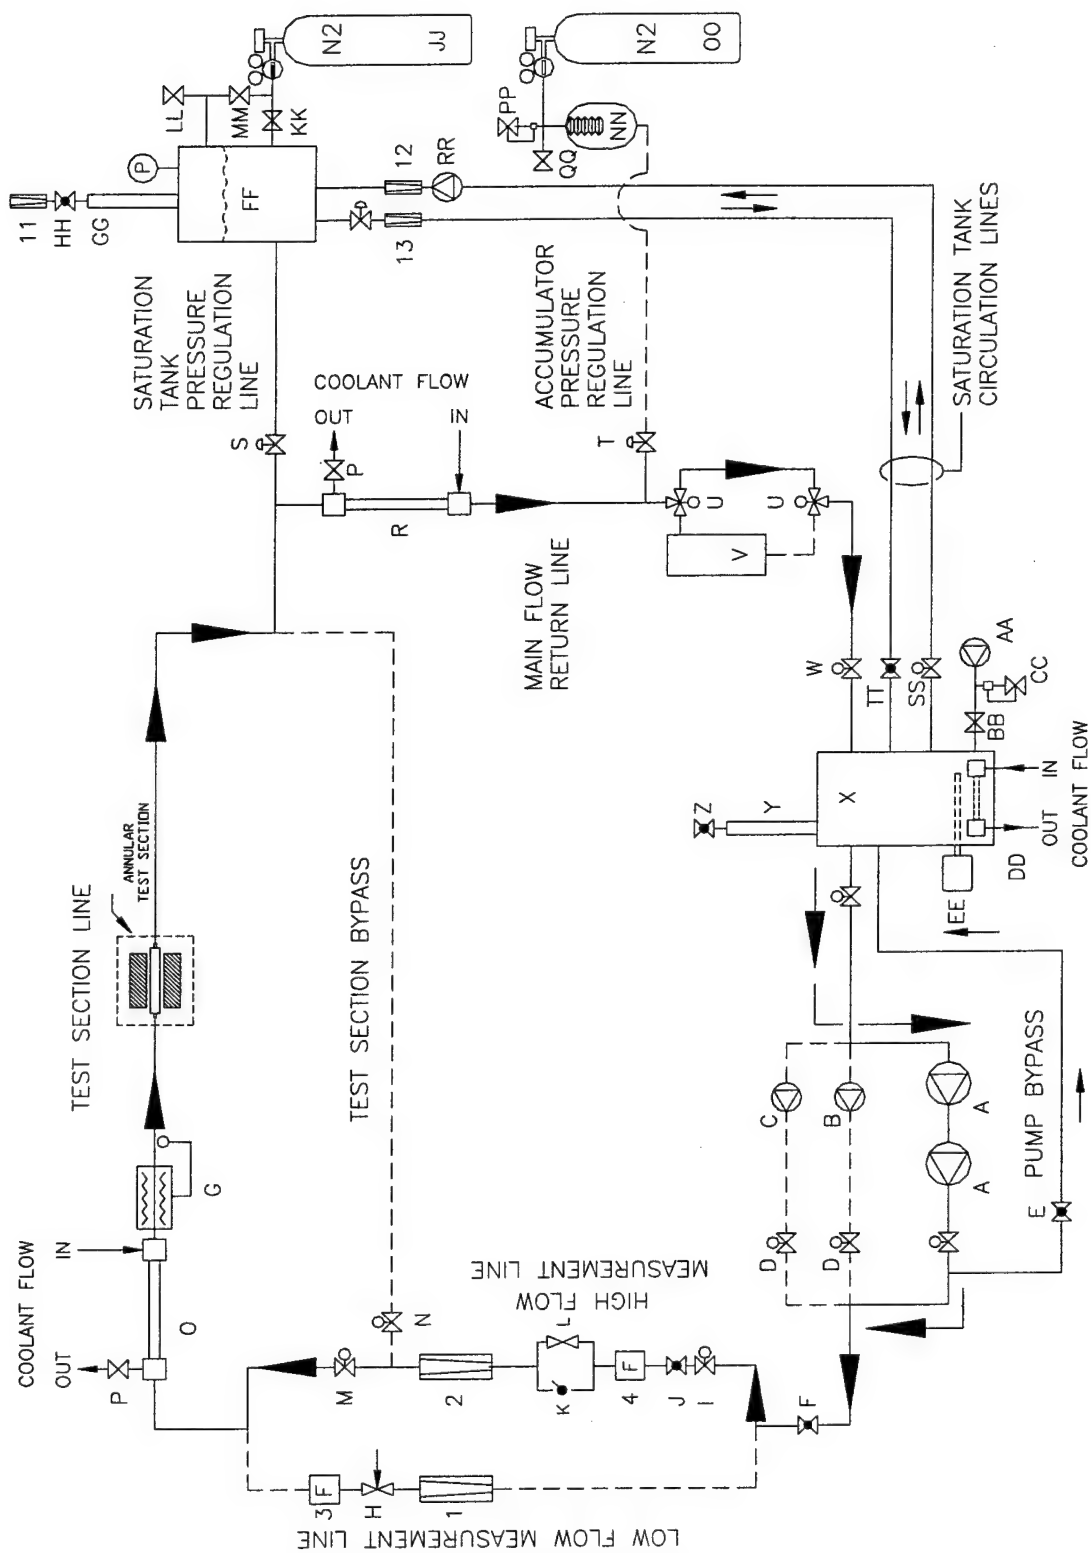 N2
JJ
N2
OO
LL
MM
KK
PP
QQ
NN
P
11
HH
GG
FF
12
RR
13
SATURATION
TANK
PRESSURE
REGULATION
LINE
ACCUMULATOR
PRESSURE
REGULATION
LINE
SATURATION TANK
CIRCULATION LINES
COOLANT FLOW
OUT
IN
S
P
R
T
U
U
V
MAIN FLOW
RETURN LINE
W
TT
SS
AA
CC
BB
X
Y
Z
IN
OUT
COOLANT FLOW
DD
EE
TEST SECTION LINE
ANNULAR
TEST SECTION
TEST SECTION BYPASS
G
COOLANT FLOW
IN
OUT
O
P
N
M
2
L
K
F
4
J
I
HIGH FLOW
MEASUREMENT LINE
F
3
H
1
LOW FLOW MEASUREMENT LINE
F
C
B
A
A
D
D
E
PUMP BYPASS